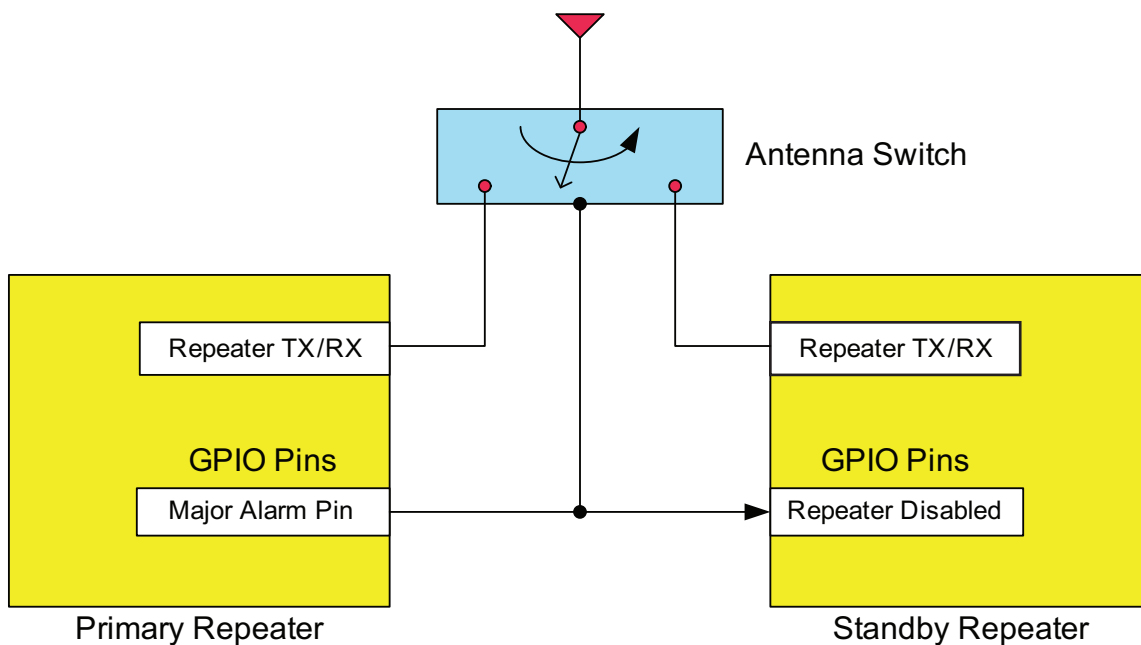 Antenna Switch
Repeater TX/RX
Repeater TX/RX
GPIO Pins
GPIO Pins
Major Alarm Pin
Repeater Disabled
Primary Repeater
Standby Repeater